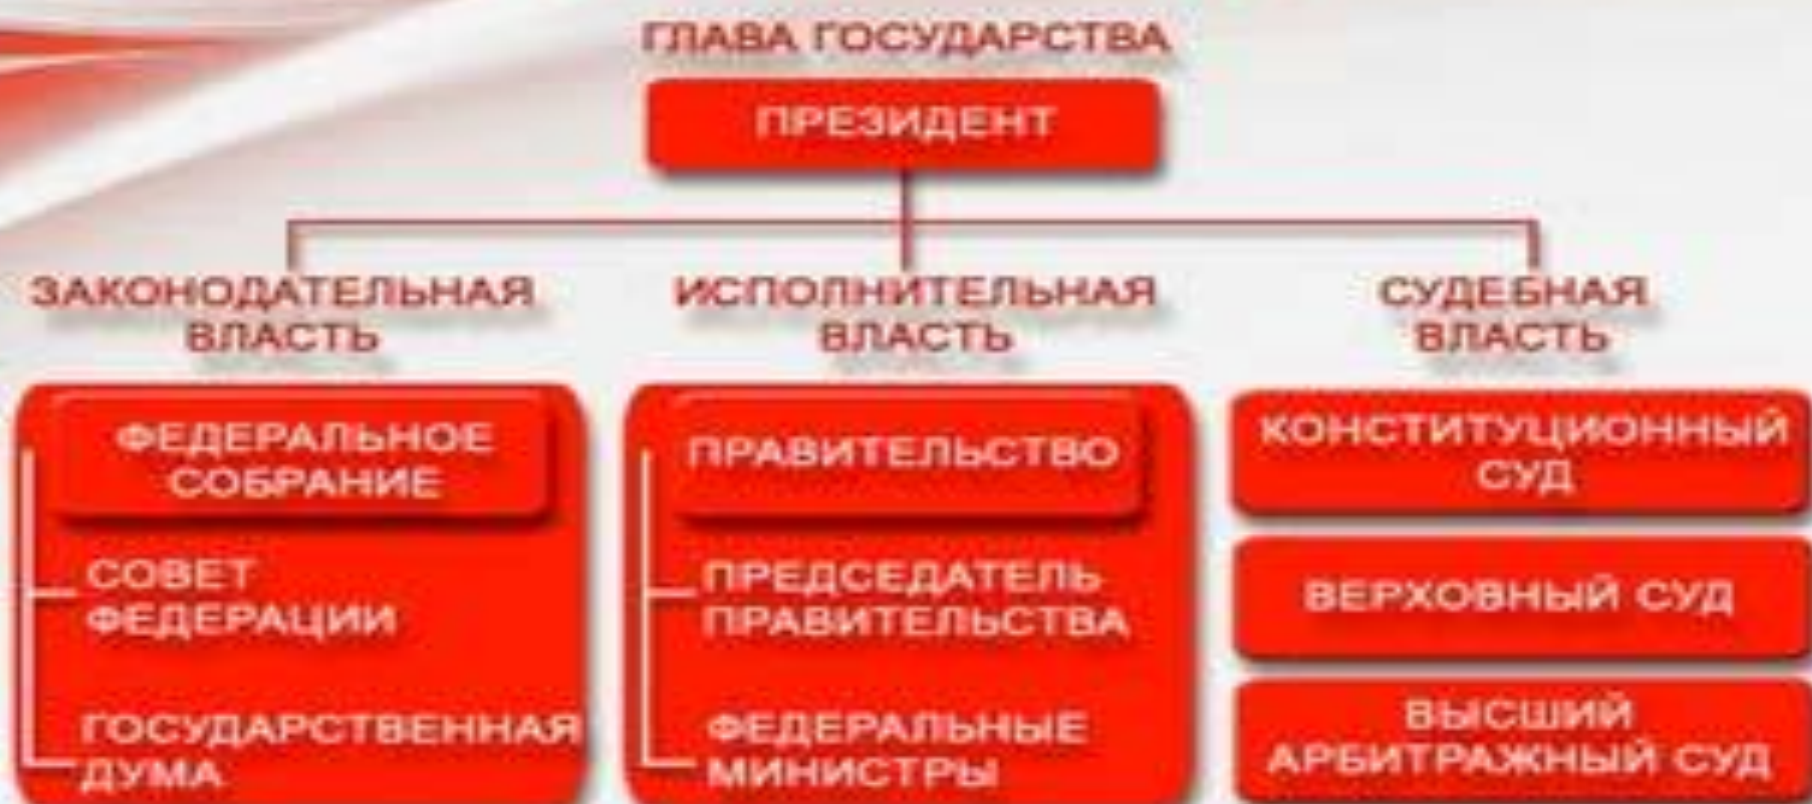 ГЛАВА ГОСУДАРСТВА
ПРЕЗИДЕНТ
ЗАКОНОДАТЕЛЬНАЯ
ВЛАСТЬ
ФЕДЕРАЛЬНОЕ
СОБРАНИЕ
СОВЕТ
ФЕДЕРАЦИИ
ГОСУДАРСТВЕННАЯ
ДУМА
ИСПОЛНИТЕЛЬНАЯ
ВЛАСТЬ
ПРАВИТЕЛЬСТВО
ПРЕДСЕДАТЕЛЬ
ПРАВИТЕЛЬСТВА
ФЕДЕРАЛЬНЫЕ
МИНИСТРЫ
СУДЕБНАЯ
ВЛАСТЬ
КОНСТИТУЦИОННЫЙ
СУД
ВЕРХОВНЫЙ СУД
ВЫСШИЙ
АРБИТРАЖНЫЙ СУД